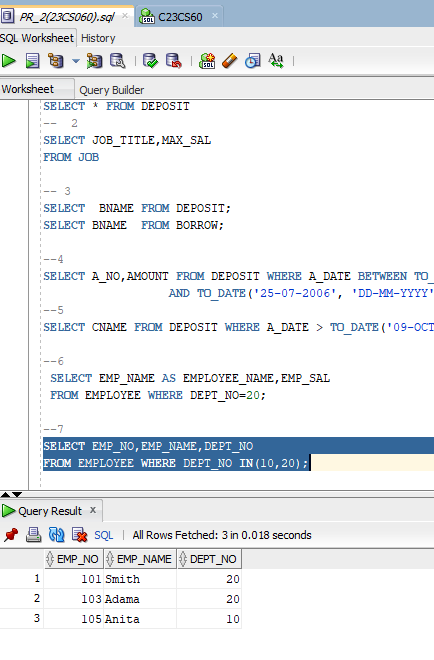 PR_2(23CS060).sql × C23CS60 ×
SQL Worksheet History
SQL Aa
Worksheet Query Builder
SELECT * FROM DEPOSIT
-- 2
SELECT JOB_TITLE,MAX_SAL
FROM JOB
-- 3
SELECT BNAME FROM DEPOSIT;
SELECT BNAME FROM BORROW;
--4
SELECT A_NO,AMOUNT FROM DEPOSIT WHERE A_DATE BETWEEN TO_
AND TO_DATE('25-07-2006', 'DD-MM-YYYY'
--5
SELECT CNAME FROM DEPOSIT WHERE A_DATE > TO_DATE('09-OCT
--6
SELECT EMP_NAME AS EMPLOYEE_NAME,EMP_SAL
FROM EMPLOYEE WHERE DEPT_NO=20;
--7
SELECT EMP_NO,EMP_NAME,DEPT_NO
FROM EMPLOYEE WHERE DEPT_NO IN(10,20);
Query Result ×
SQL | All Rows Fetched: 3 in 0.018 seconds
EMP_NO EMP_NAME DEPT_NO
1 101 Smith 20
2 103 Adama 20
3 105 Anita 10